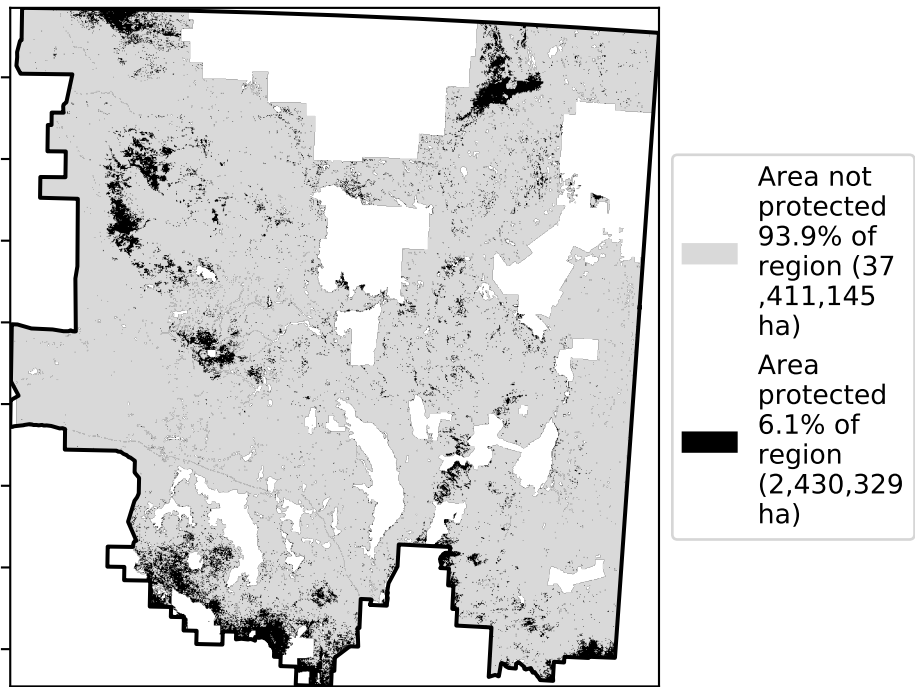 Area not
protected
93.9% of
region (37
,411,145
ha)
Area
protected
6.1% of
region
(2,430,329
ha)